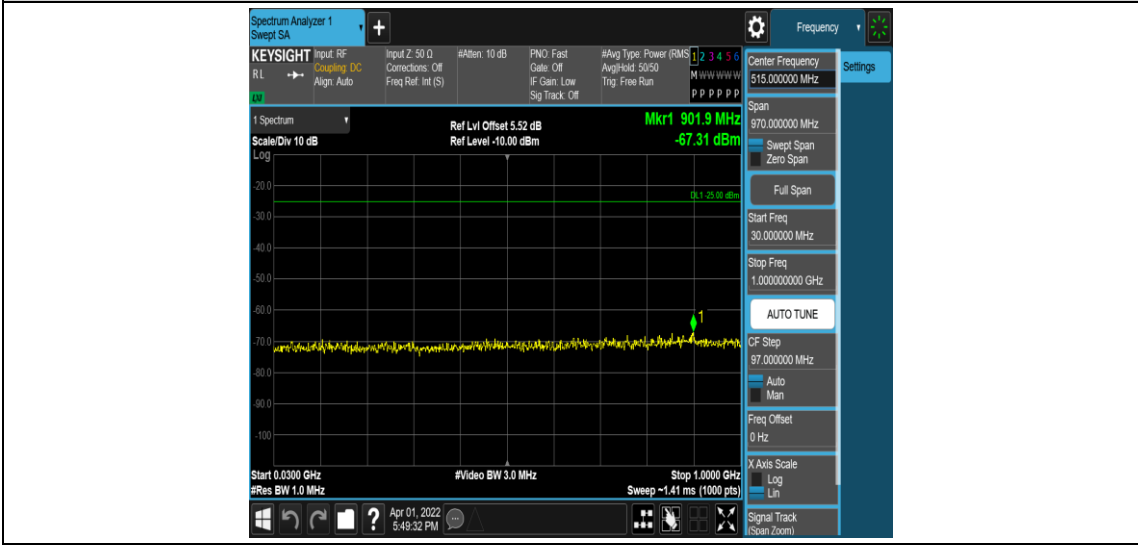 Spectrum Analyzer 1
Swept SA
+
Frequency
KEYSIGHT
RL
LXI
Input: RF
Coupling: DC
Align: Auto
Input Z: 50 Ω
Corrections: Off
Freq Ref: Int (S)
#Atten: 10 dB
PNO: Fast
Gate: Off
IF Gain: Low
Sig Track: Off
#Avg Type: Power (RMS
Avg|Hold: 50/50
Trig: Free Run
1 2 3 4 5 6
M W W W W W
P P P P P P
1 Spectrum
Scale/Div 10 dB
Log
Ref Lvl Offset 5.52 dB
Ref Level -10.00 dBm
Mkr1 901.9 MHz
-67.31 dBm
-20.0
DL1 -25.00 dBm
-30.0
-40.0
-50.0
-60.0
1
-70.0
-80.0
-90.0
-100
Start 0.0300 GHz
#Res BW 1.0 MHz
#Video BW 3.0 MHz
Stop 1.0000 GHz
Sweep ~1.41 ms (1000 pts)
Center Frequency
515.000000 MHz
Settings
Span
970.000000 MHz
Swept Span
Zero Span
Full Span
Start Freq
30.000000 MHz
Stop Freq
1.000000000 GHz
AUTO TUNE
CF Step
97.000000 MHz
Auto
Man
Freq Offset
0 Hz
X Axis Scale
Log
Lin
Signal Track
(Span Zoom)
?
Apr 01, 2022
5:49:32 PM